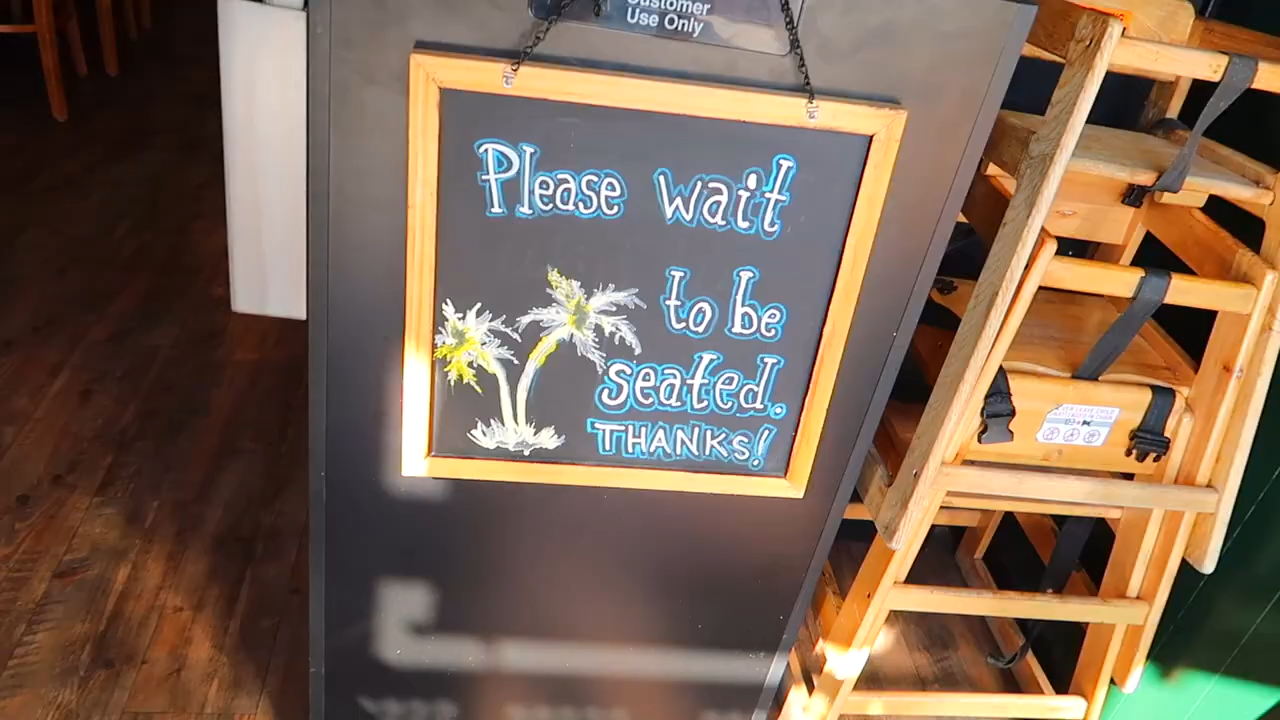 Customer
Use Only
Please wait
to be
seated.
THANKS!